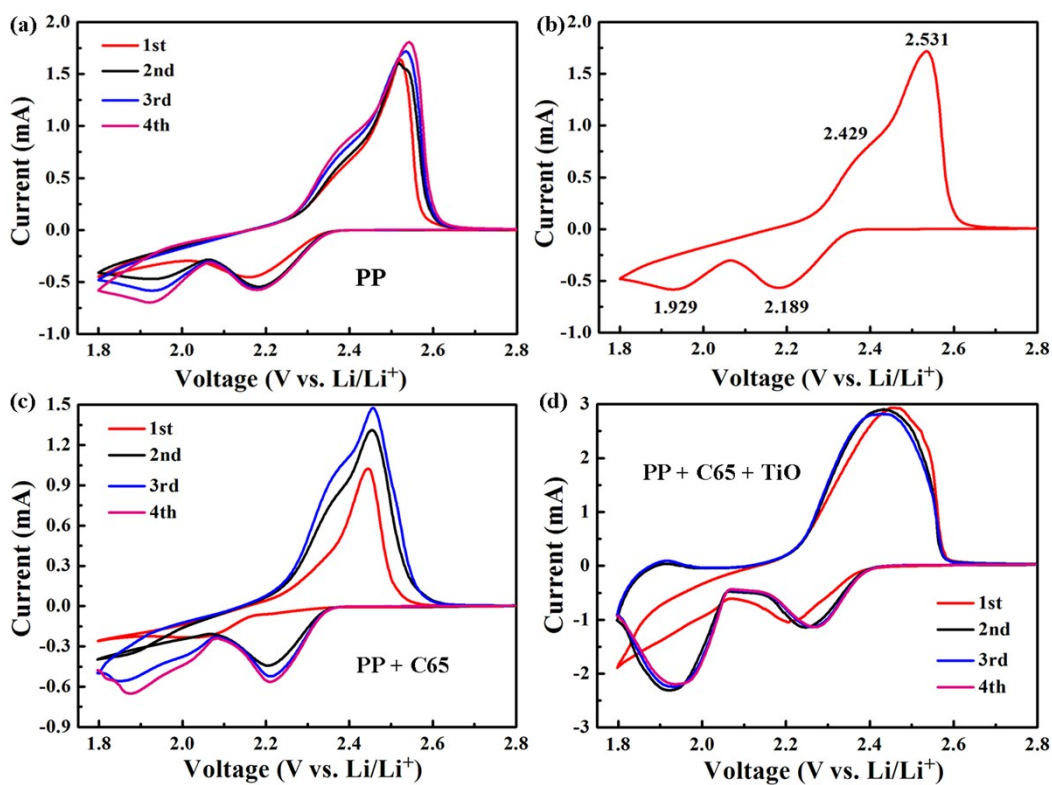 (a)
2.0
1.5
1.0
0.5
0.0
-0.5
-1.0
Current (mA)
1st
2nd
3rd
4th
PP
1.8 2.0 2.2 2.4 2.6 2.8
Voltage (V vs. Li/Li⁺)
(b)
2.0
1.5
1.0
0.5
0.0
-0.5
-1.0
Current (mA)
2.531
2.429
1.929
2.189
1.8 2.0 2.2 2.4 2.6 2.8
Voltage (V vs. Li/Li⁺)
(c)
1.5
1.2
0.9
0.6
0.3
0.0
-0.3
-0.6
-0.9
Current (mA)
1st
2nd
3rd
4th
PP + C65
1.8 2.0 2.2 2.4 2.6 2.8
Voltage (V vs. Li/Li⁺)
(d)
3
2
1
0
-1
-2
-3
Current (mA)
PP + C65 + TiO
1st
2nd
3rd
4th
1.8 2.0 2.2 2.4 2.6 2.8
Voltage (V vs. Li/Li⁺)